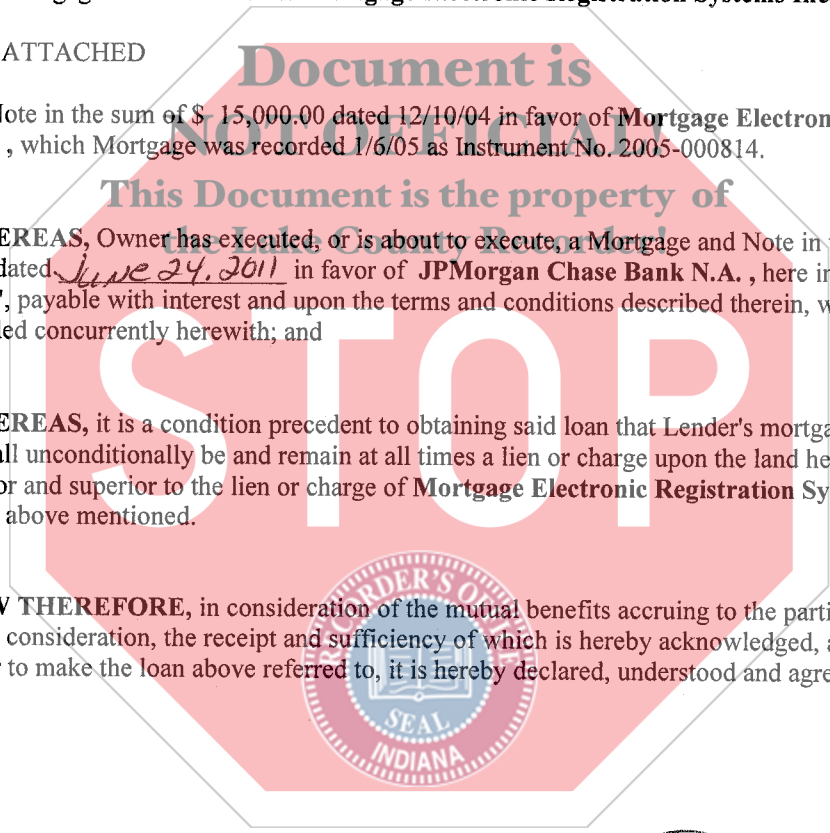 Registration Systems Inc
ATTACHED
Document is
Note in the sum of $ 15,000.00 dated 12/10/04 in favor of Mortgage Electron
NOT OFFICIAL!
, which Mortgage was recorded 1/6/05 as Instrument No. 2005-000814.
This Document is the property of
the Lake County Recorder!
EREAS, Owner has executed, or is about to execute, a Mortgage and Note in
dated June 24, 2011 in favor of JPMorgan Chase Bank N.A. , here in
", payable with interest and upon the terms and conditions described therein, w
led concurrently herewith; and
STOP
EREAS, it is a condition precedent to obtaining said loan that Lender's mortga
all unconditionally be and remain at all times a lien or charge upon the land he
or and superior to the lien or charge of Mortgage Electronic Registration Sy
above mentioned.
W THEREFORE, in consideration of the mutual benefits accruing to the parti
consideration, the receipt and sufficiency of which is hereby acknowledged, a
r to make the loan above referred to, it is hereby declared, understood and agre
RECORDER'S OFFICE
SEAL
INDIANA